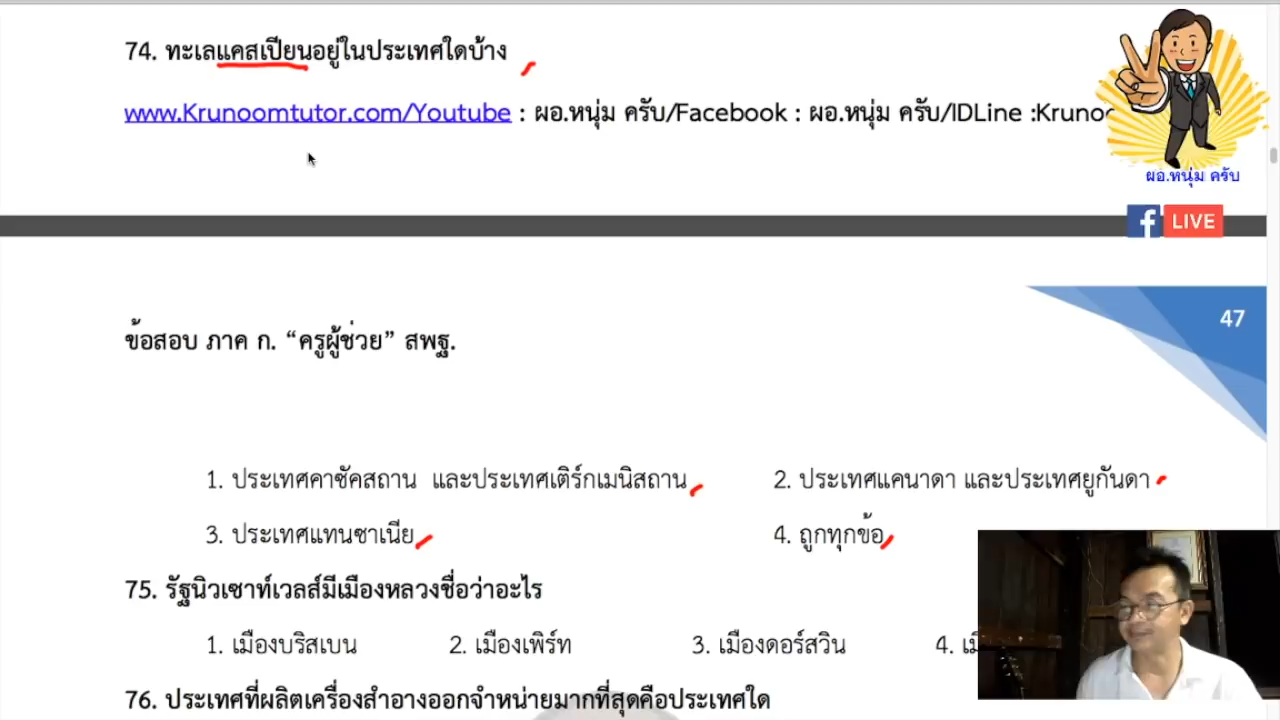 74. ทะเลแคสเปียนอยู่ในประเทศใดบ้าง
www.Krunoomtutor.com/Youtube : ผอ.หนุ่ม ครับ/Facebook : ผอ.หนุ่ม ครับ/IDLine :Krunoo
ผอ.หนุ่ม ครับ
f LIVE
47
ข้อสอบ ภาค ก. “ครูผู้ช่วย” สพฐ.
1. ประเทศคาซัคสถาน และประเทศเติร์กเมนิสถาน 2. ประเทศแคนาดา และประเทศยูกันดา
3. ประเทศแทนซาเนีย 4. ถูกทุกข้อ
75. รัฐนิวเซาท์เวลส์มีเมืองหลวงชื่อว่าอะไร
1. เมืองบริสเบน 2. เมืองเพิร์ท 3. เมืองดอร์สวิน 4.
76. ประเทศที่ผลิตเครื่องสำอางออกจำหน่ายมากที่สุดคือประเทศใด